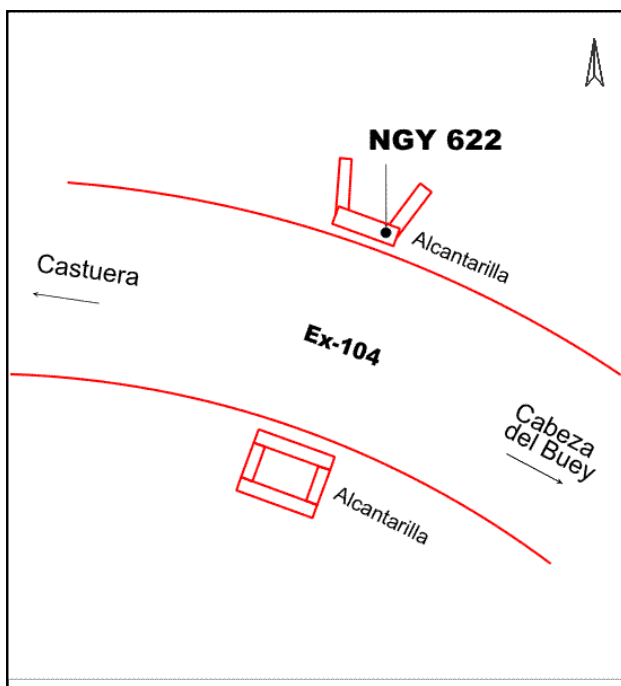 NGY 622
Alcantarilla
Castuera
Ex-104
Cabeza
del Buey
Alcantarilla